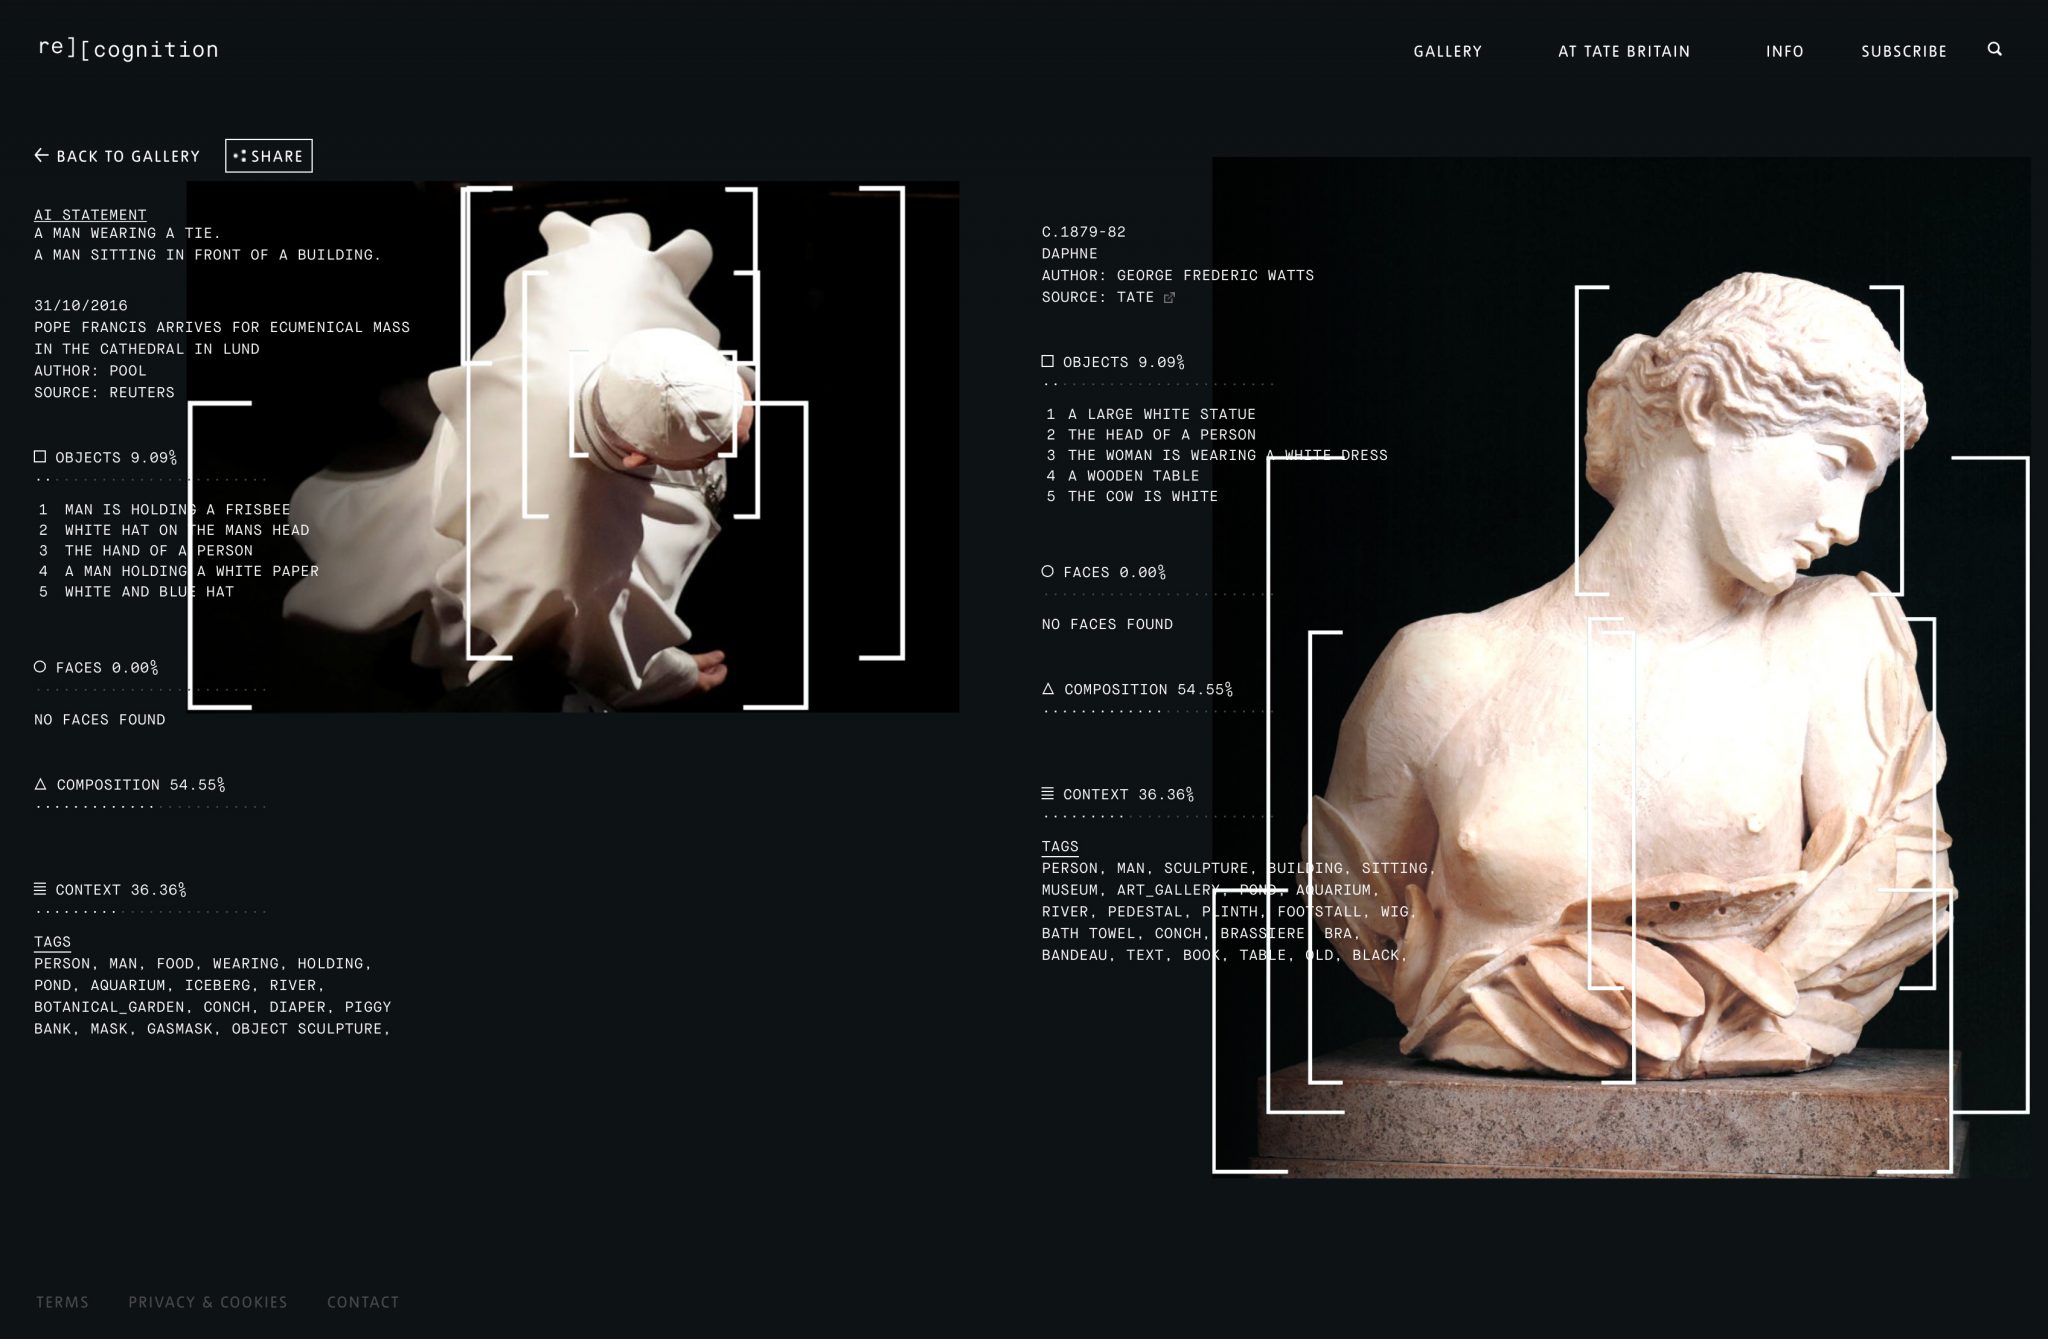 re][cognition
GALLERY
AT TATE BRITAIN
INFO
SUBSCRIBE
← BACK TO GALLERY
SHARE
AI STATEMENT
A MAN WEARING A TIE.
A MAN SITTING IN FRONT OF A BUILDING.
31/10/2016
POPE FRANCIS ARRIVES FOR ECUMENICAL MASS
IN THE CATHEDRAL IN LUND
AUTHOR: POOL
SOURCE: REUTERS
OBJECTS 9.09%
1 MAN IS HOLDING A FRISBEE
2 WHITE HAT ON THE MANS HEAD
3 THE HAND OF A PERSON
4 A MAN HOLDING A WHITE PAPER
5 WHITE AND BLUE HAT
FACES 0.00%
NO FACES FOUND
COMPOSITION 54.55%
CONTEXT 36.36%
TAGS
PERSON, MAN, FOOD, WEARING, HOLDING,
POND, AQUARIUM, ICEBERG, RIVER,
BOTANICAL_GARDEN, CONCH, DIAPER, PIGGY
BANK, MASK, GASMASK, OBJECT SCULPTURE,
C.1879-82
DAPHNE
AUTHOR: GEORGE FREDERIC WATTS
SOURCE: TATE
OBJECTS 9.09%
1 A LARGE WHITE STATUE
2 THE HEAD OF A PERSON
3 THE WOMAN IS WEARING A WHITE DRESS
4 A WOODEN TABLE
5 THE COW IS WHITE
FACES 0.00%
NO FACES FOUND
COMPOSITION 54.55%
CONTEXT 36.36%
TAGS
PERSON, MAN, SCULPTURE, BUILDING, SITTING,
MUSEUM, ART_GALLERY, POND, AQUARIUM,
RIVER, PEDESTAL, PLINTH, FOOTSTALL, WIG,
BATH TOWEL, CONCH, BRASSIERE, BRA,
BANDEAU, TEXT, BOOK, TABLE, OLD, BLACK,
TERMS
PRIVACY & COOKIES
CONTACT